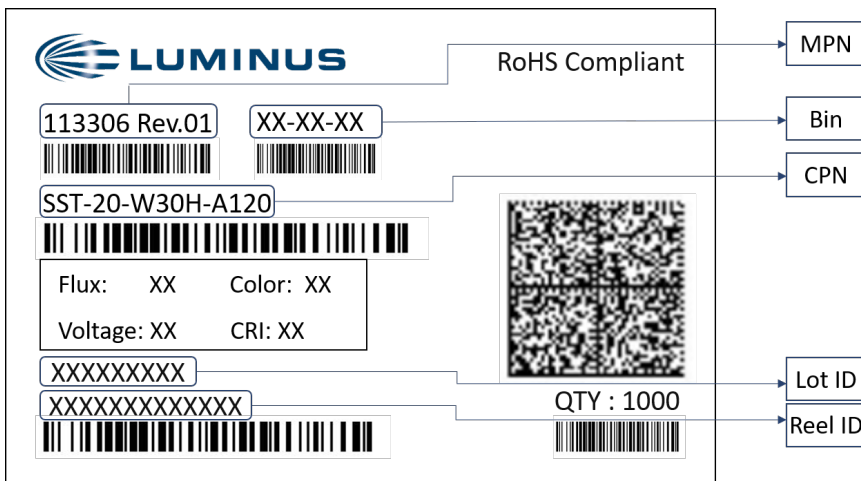 LUMINUS
RoHS Compliant
MPN
113306 Rev.01
XX-XX-XX
Bin
CPN
SST-20-W30H-A120
Flux: XX Color: XX
Voltage: XX CRI: XX
XXXXXXXXX
Lot ID
XXXXXXXXXXXXX
QTY : 1000
Reel ID